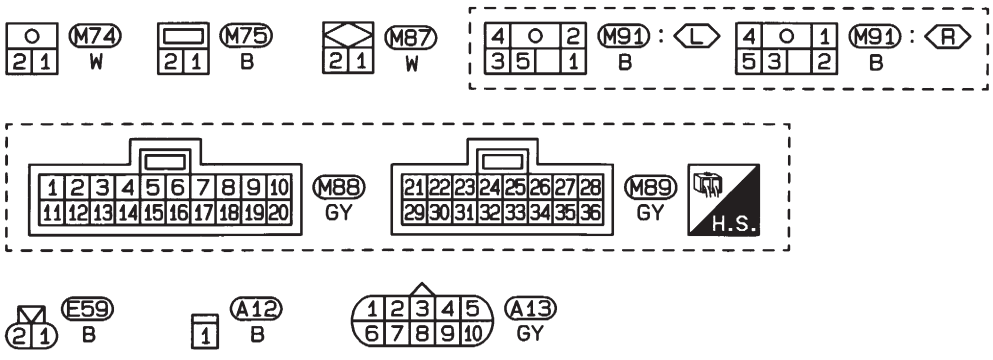 M74
2 1 W
M75
2 1 B
M87
2 1 W
4 2 M91 : L
3 5 1 B
4 1 M91 : R
5 3 2 B
1 2 3 4 5 6 7 8 9 10 M88
11 12 13 14 15 16 17 18 19 20 GY
21 22 23 24 25 26 27 28 M89
29 30 31 32 33 34 35 36 GY
H.S.
E59
2 1 B
A12
1 B
1 2 3 4 5 A13
6 7 8 9 10 GY